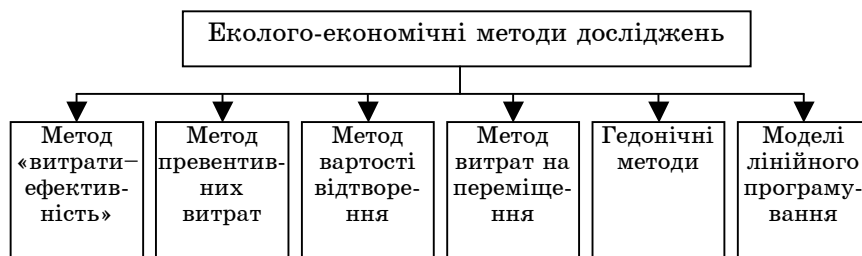 Еколого-економічні методи досліджень
Метод
«витрати–
ефектив-
ність»
Метод
превентив-
них
витрат
Метод
вартості
відтворе-
ння
Метод
витрат на
переміще-
ння
Гедонічні
методи
Моделі
лінійного
програму-
вання